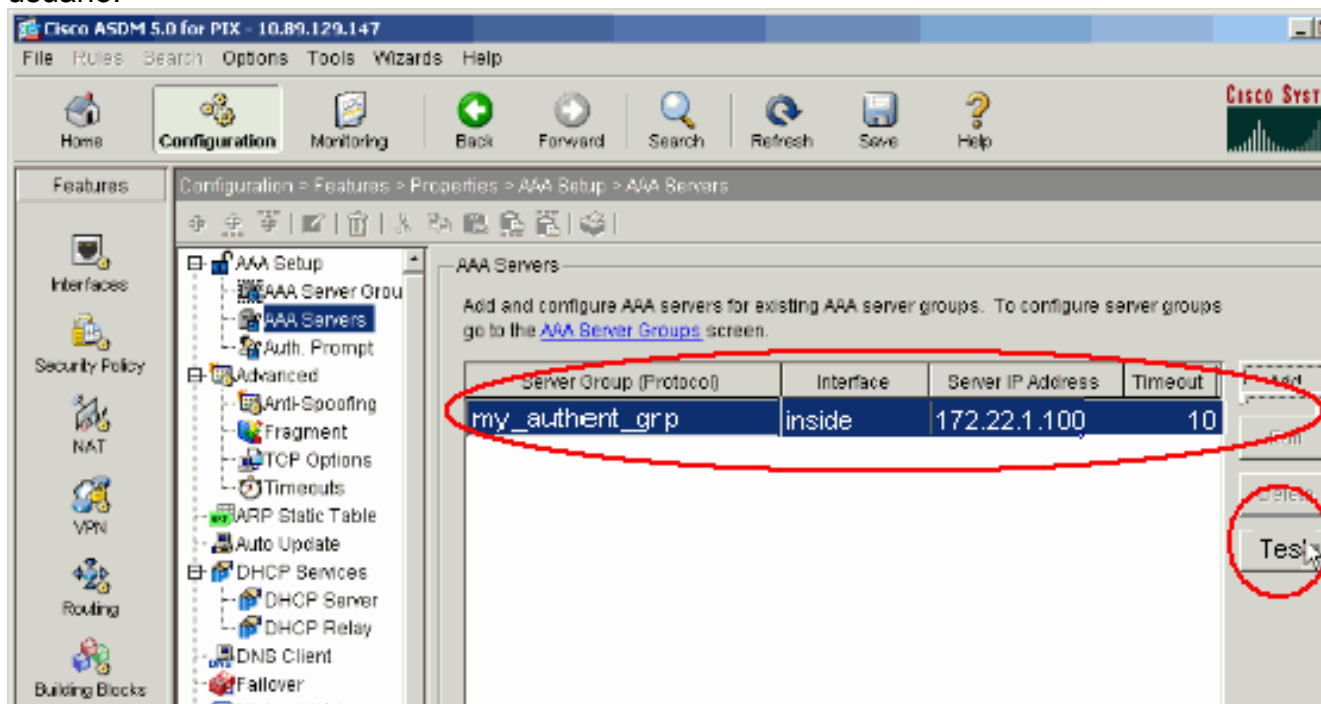 usuario.
Cisco ASDM 5.0 for PIX - 10.89.129.147
File Rules Search Options Tools Wizards Help
Home Configuration Monitoring Back Forward Search Refresh Save Help
CISCO SYST
Features
Configuration > Features > Properties > AAA Setup > AAA Servers
Interfaces
Security Policy
NAT
VPN
Routing
Building Blocks
AAA Setup
AAA Server Grou
AAA Servers
Auth. Prompt
Advanced
Anti-Spoofing
Fragment
TCP Options
Timeouts
ARP Static Table
Auto Update
DHCP Services
DHCP Server
DHCP Relay
DNS Client
Failover
AAA Servers
Add and configure AAA servers for existing AAA server groups. To configure server groups
go to the AAA Server Groups screen.
Server Group (Protocol) Interface Server IP Address Timeout
my_authent_grp inside 172.22.1.100 10
Add
Edit
Delete
Test